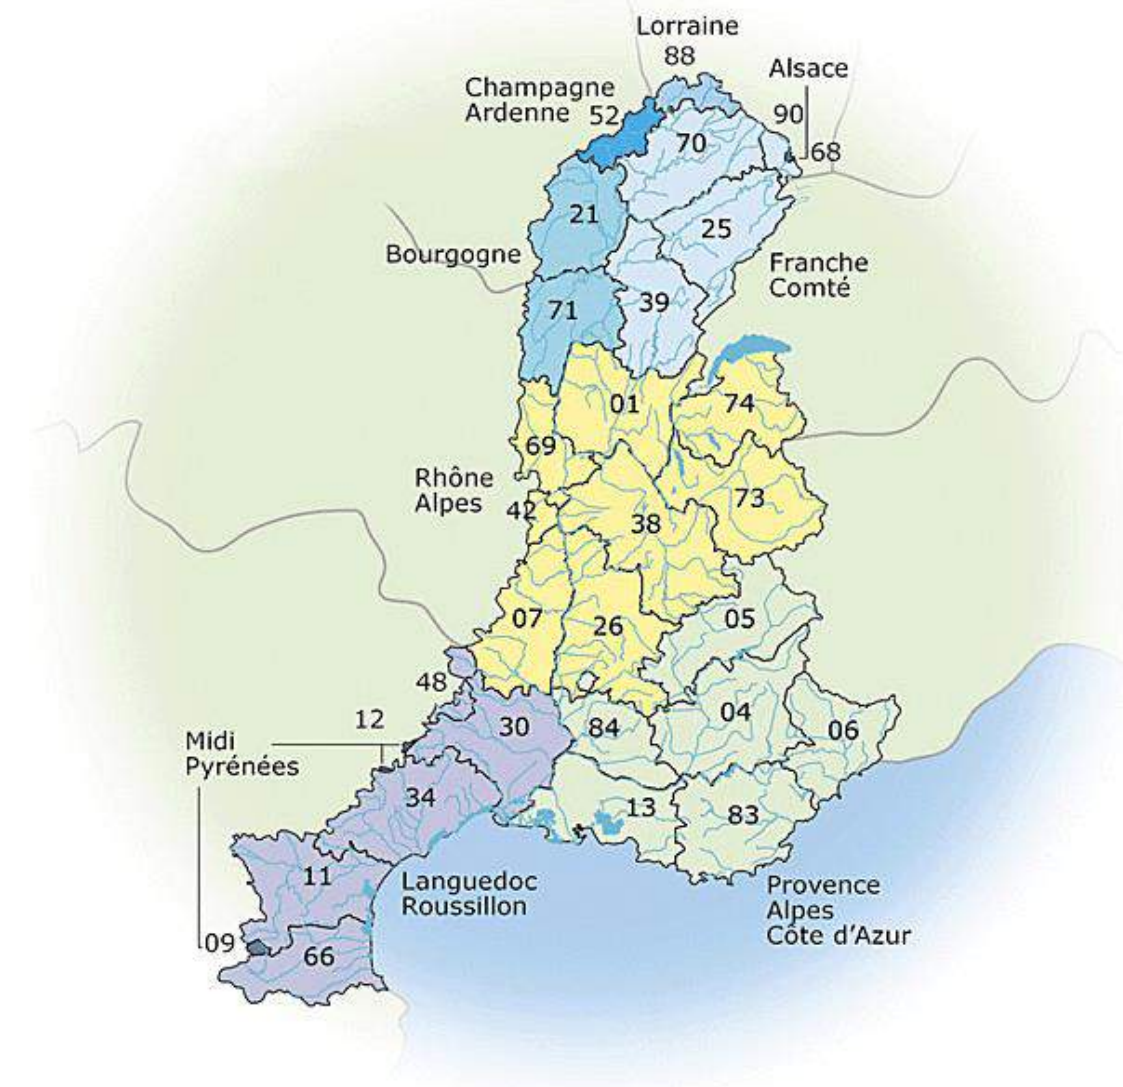 Lorraine
88
Alsace
Champagne
Ardenne
52
90
70
68
21
25
Bourgogne
Franche
Comté
39
71
01
74
69
Rhône
Alpes
42
73
38
07
26
05
48
12
30
84
04
06
Midi
Pyrénées
34
13
83
11
Languedoc
Roussillon
Provence
Alpes
Côte d'Azur
09
66